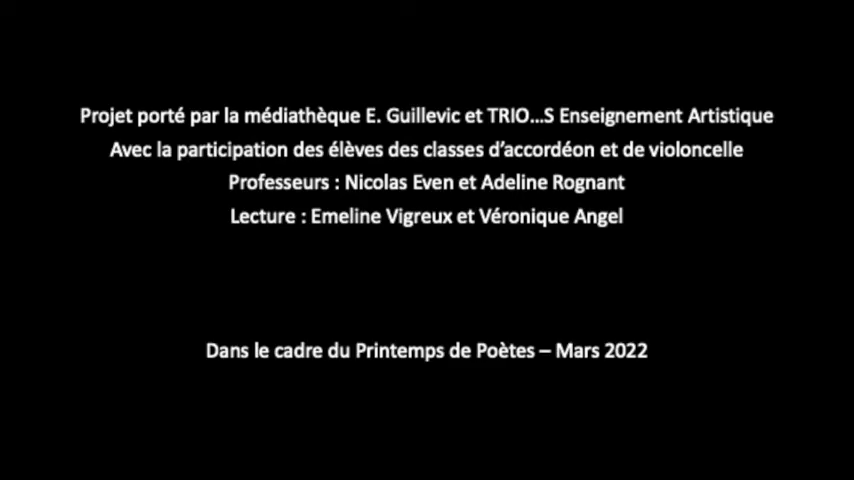 Projet porté par la médiathèque E. Guillevic et TRIO...S Enseignement Artistique
Avec la participation des élèves des classes d'accordéon et de violoncelle
Professeurs : Nicolas Even et Adeline Rognant
Lecture : Emeline Vigreux et Véronique Angel
Dans le cadre du Printemps de Poètes – Mars 2022